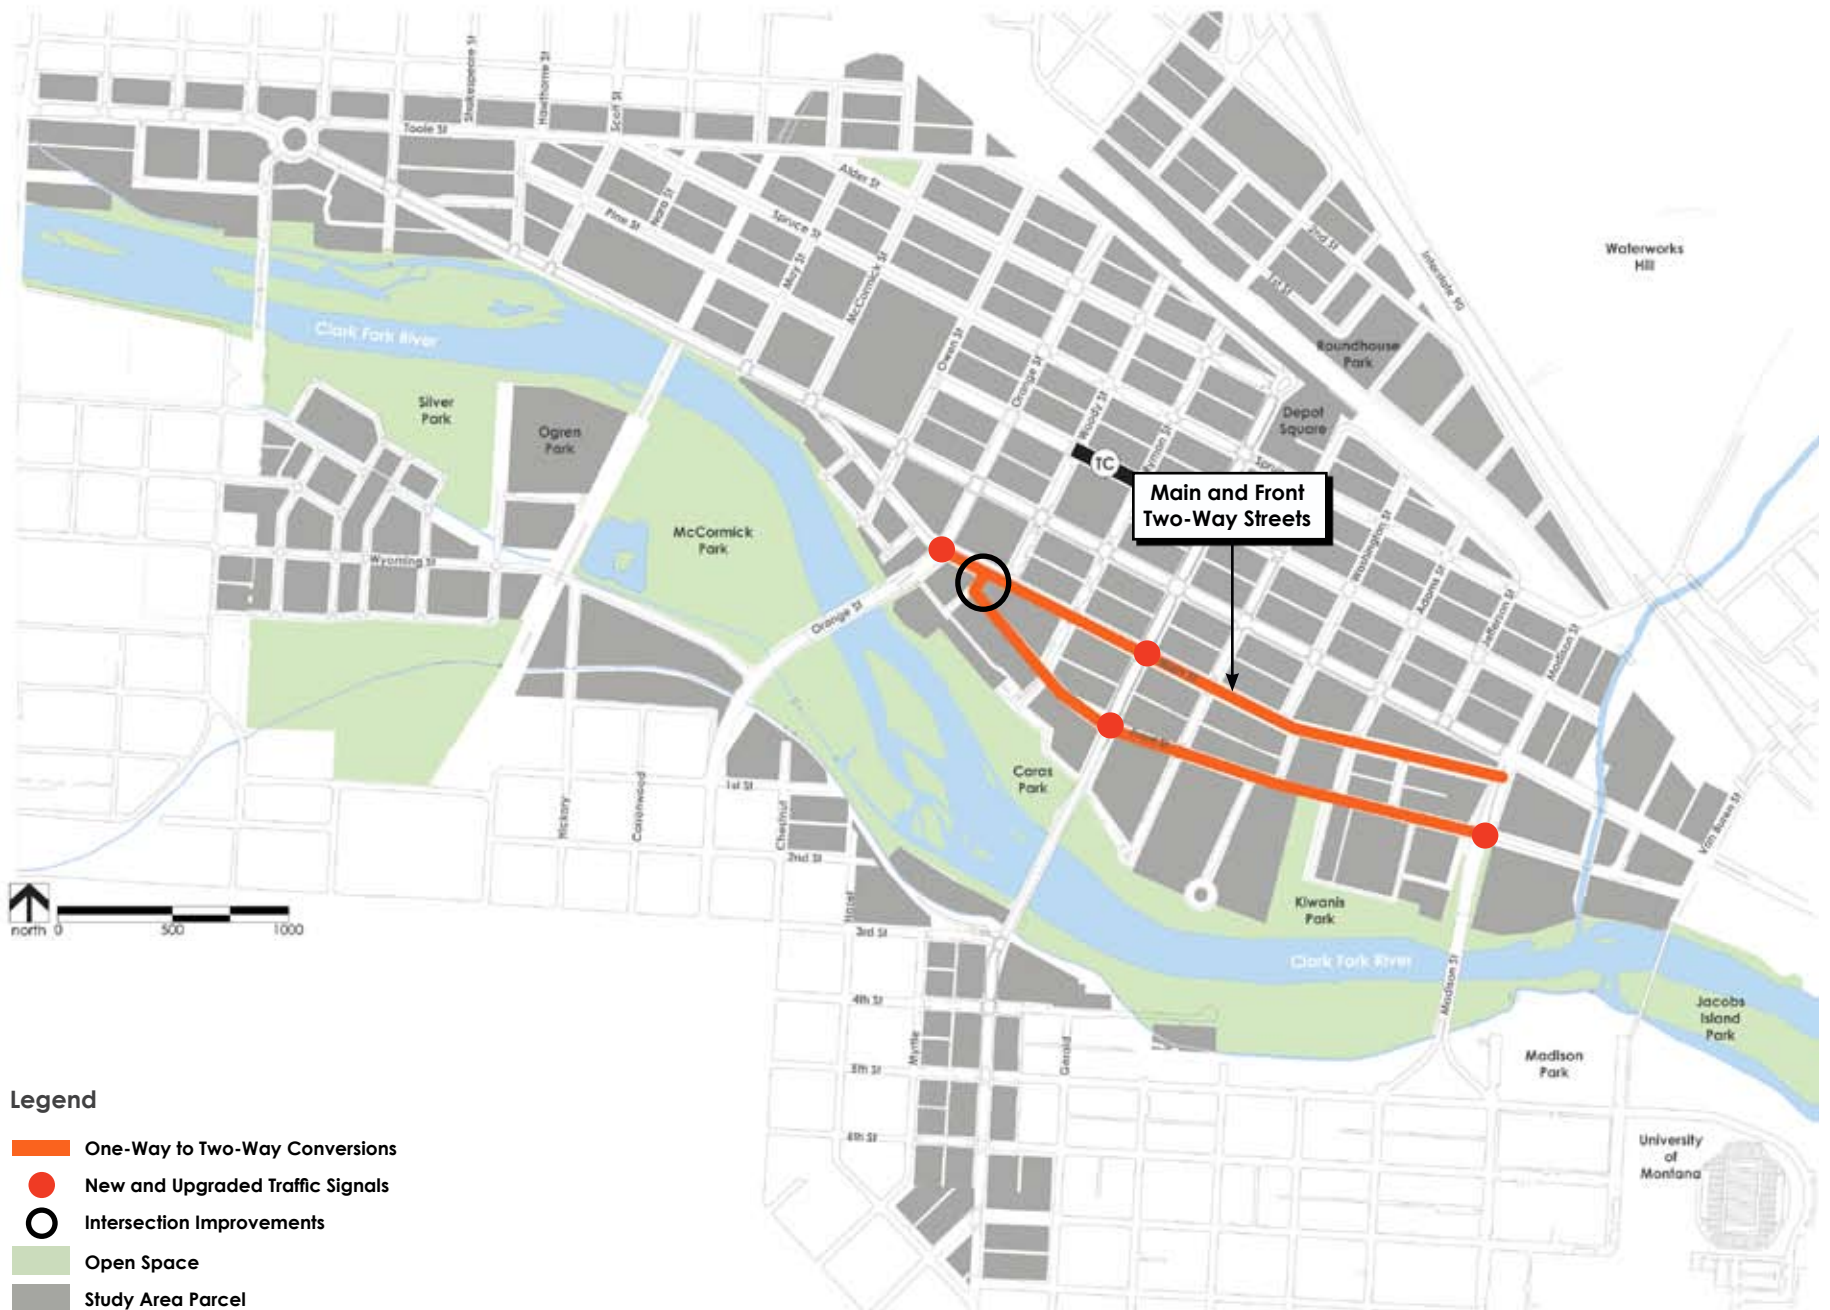 Shakespeare St
Hawthorne St
Scott St
Toole St
Alder St
Pine St
Spruce St
May St
McCormick St
2nd St
1st St
Interstate 90
Waterworks
Hill
Clark Fork River
Silver
Park
Ogren
Park
Owen St
Orange St
Woody St
Roundhouse
Park
Depot
Square
TC
McCormick
Park
Wyoming St
Main and Front
Two-Way Streets
Washington St
Adams St
Jefferson St
Madison St
Orange St
Caras
Park
1st St
Hickory
Cottonwood
Chestnut
2nd St
Hazel
3rd St
Van Buren St
Kiwanis
Park
Clark Fork River
Madison St
north 0 500 1000
4th St
Myrtle
Gerald
5th St
6th St
Jacobs
Island
Park
Madison
Park
University
of
Montana
Legend
One-Way to Two-Way Conversions
New and Upgraded Traffic Signals
Intersection Improvements
Open Space
Study Area Parcel